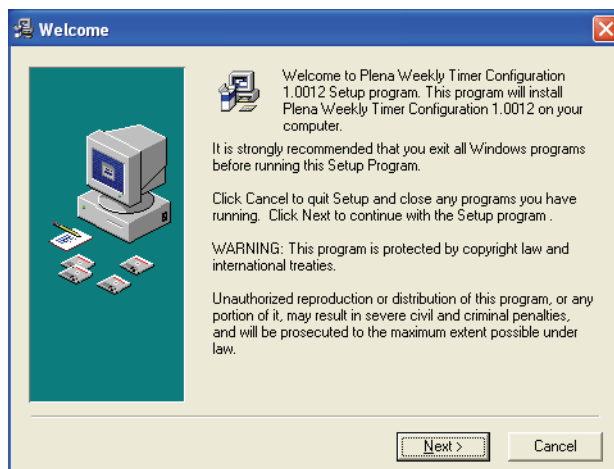 Welcome
Welcome to Plena Weekly Timer Configuration
1.0012 Setup program. This program will install
Plena Weekly Timer Configuration 1.0012 on your
computer.
It is strongly recommended that you exit all Windows programs
before running this Setup Program.
Click Cancel to quit Setup and close any programs you have
running. Click Next to continue with the Setup program .
WARNING: This program is protected by copyright law and
international treaties.
Unauthorized reproduction or distribution of this program, or any
portion of it, may result in severe civil and criminal penalties,
and will be prosecuted to the maximum extent possible under
law.
Next > Cancel